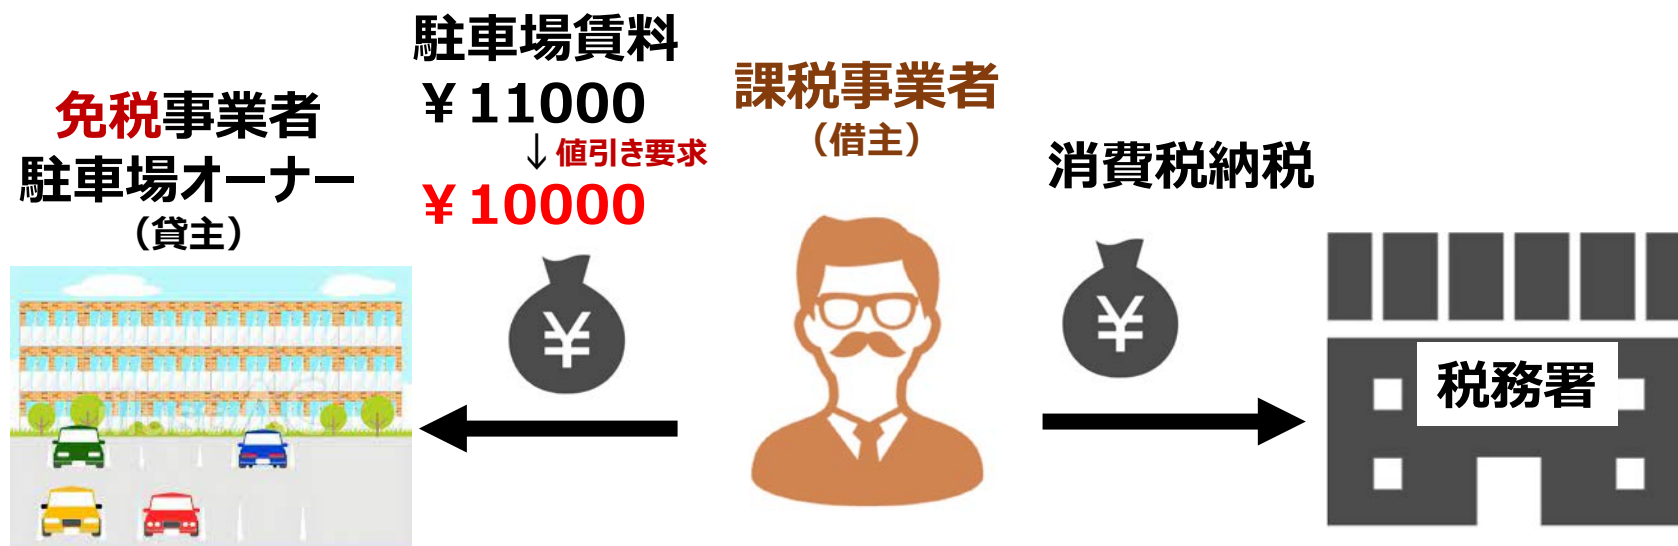 免税事業者
駐車場オーナー
（貸主）
駐車場賃料
￥11000
↓値引き要求
￥10000
￥
課税事業者
（借主）
消費税納税
￥
税務署